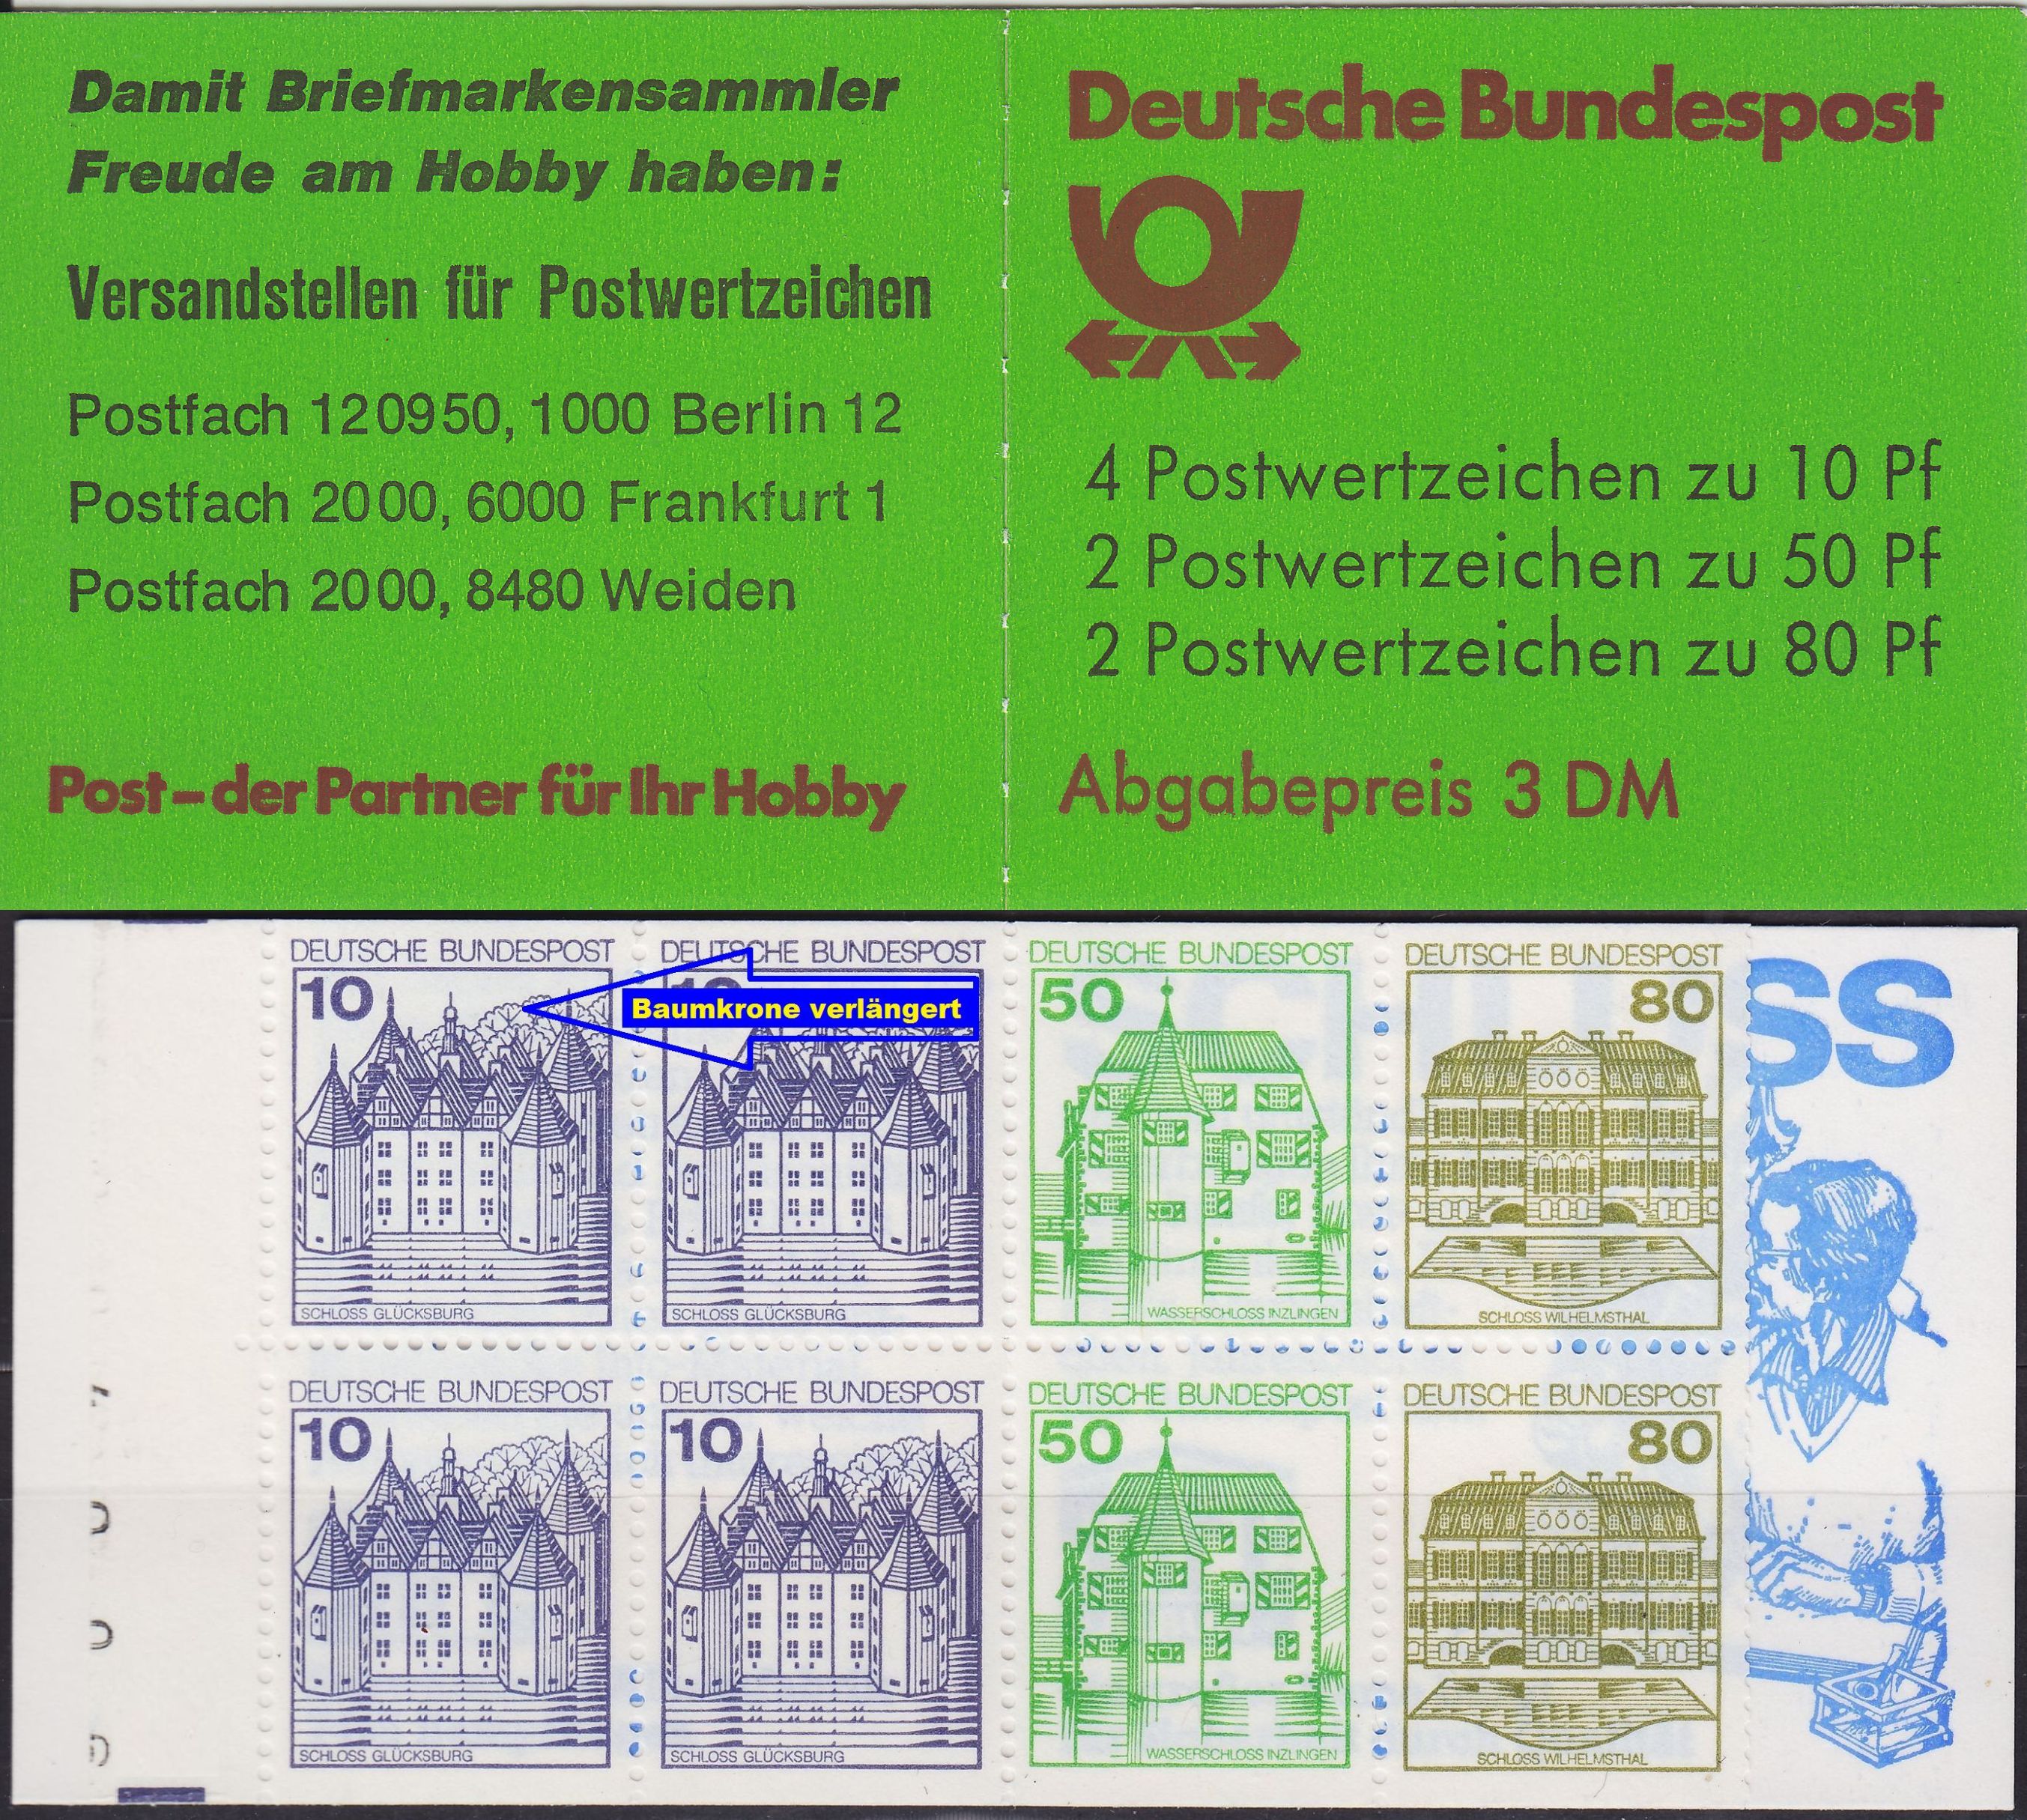 Damit Briefmarkensammler
Freude am Hobby haben:
Versandstellen für Postwertzeichen
Postfach 120950, 1000 Berlin 12
Postfach 2000, 6000 Frankfurt 1
Postfach 2000, 8480 Weiden
Post – der Partner für Ihr Hobby
Deutsche Bundespost
4 Postwertzeichen zu 10 Pf
2 Postwertzeichen zu 50 Pf
2 Postwertzeichen zu 80 Pf
Abgabepreis 3 DM
DEUTSCHE BUNDESPOST
10
SCHLOSS GLÜCKSBURG
DEUTSCHE BUNDESPOST
Baumkrone verlängert
SCHLOSS GLÜCKSBURG
DEUTSCHE BUNDESPOST
50
WASSERSCHLOSS INZLINGEN
DEUTSCHE BUNDESPOST
80
SCHLOSS WILHELMSTHAL
SS
DEUTSCHE BUNDESPOST
10
SCHLOSS GLÜCKSBURG
DEUTSCHE BUNDESPOST
10
SCHLOSS GLÜCKSBURG
DEUTSCHE BUNDESPOST
50
WASSERSCHLOSS INZLINGEN
DEUTSCHE BUNDESPOST
80
SCHLOSS WILHELMSTHAL